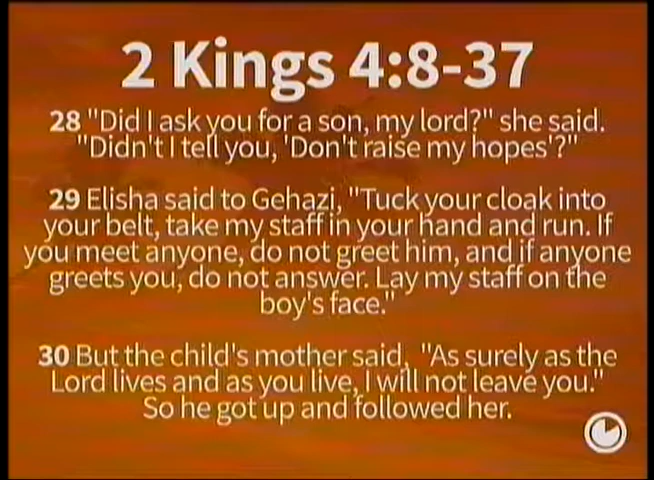 2 Kings 4:8-37
28 "Did I ask you for a son, my lord?" she said.
"Didn't I tell you, 'Don't raise my hopes'?"
29 Elisha said to Gehazi, "Tuck your cloak into
your belt, take my staff in your hand and run. If
you meet anyone, do not greet him, and if anyone
greets you, do not answer. Lay my staff on the
boy's face."
30 But the child's mother said, "As surely as the
Lord lives and as you live, I will not leave you."
So he got up and followed her.